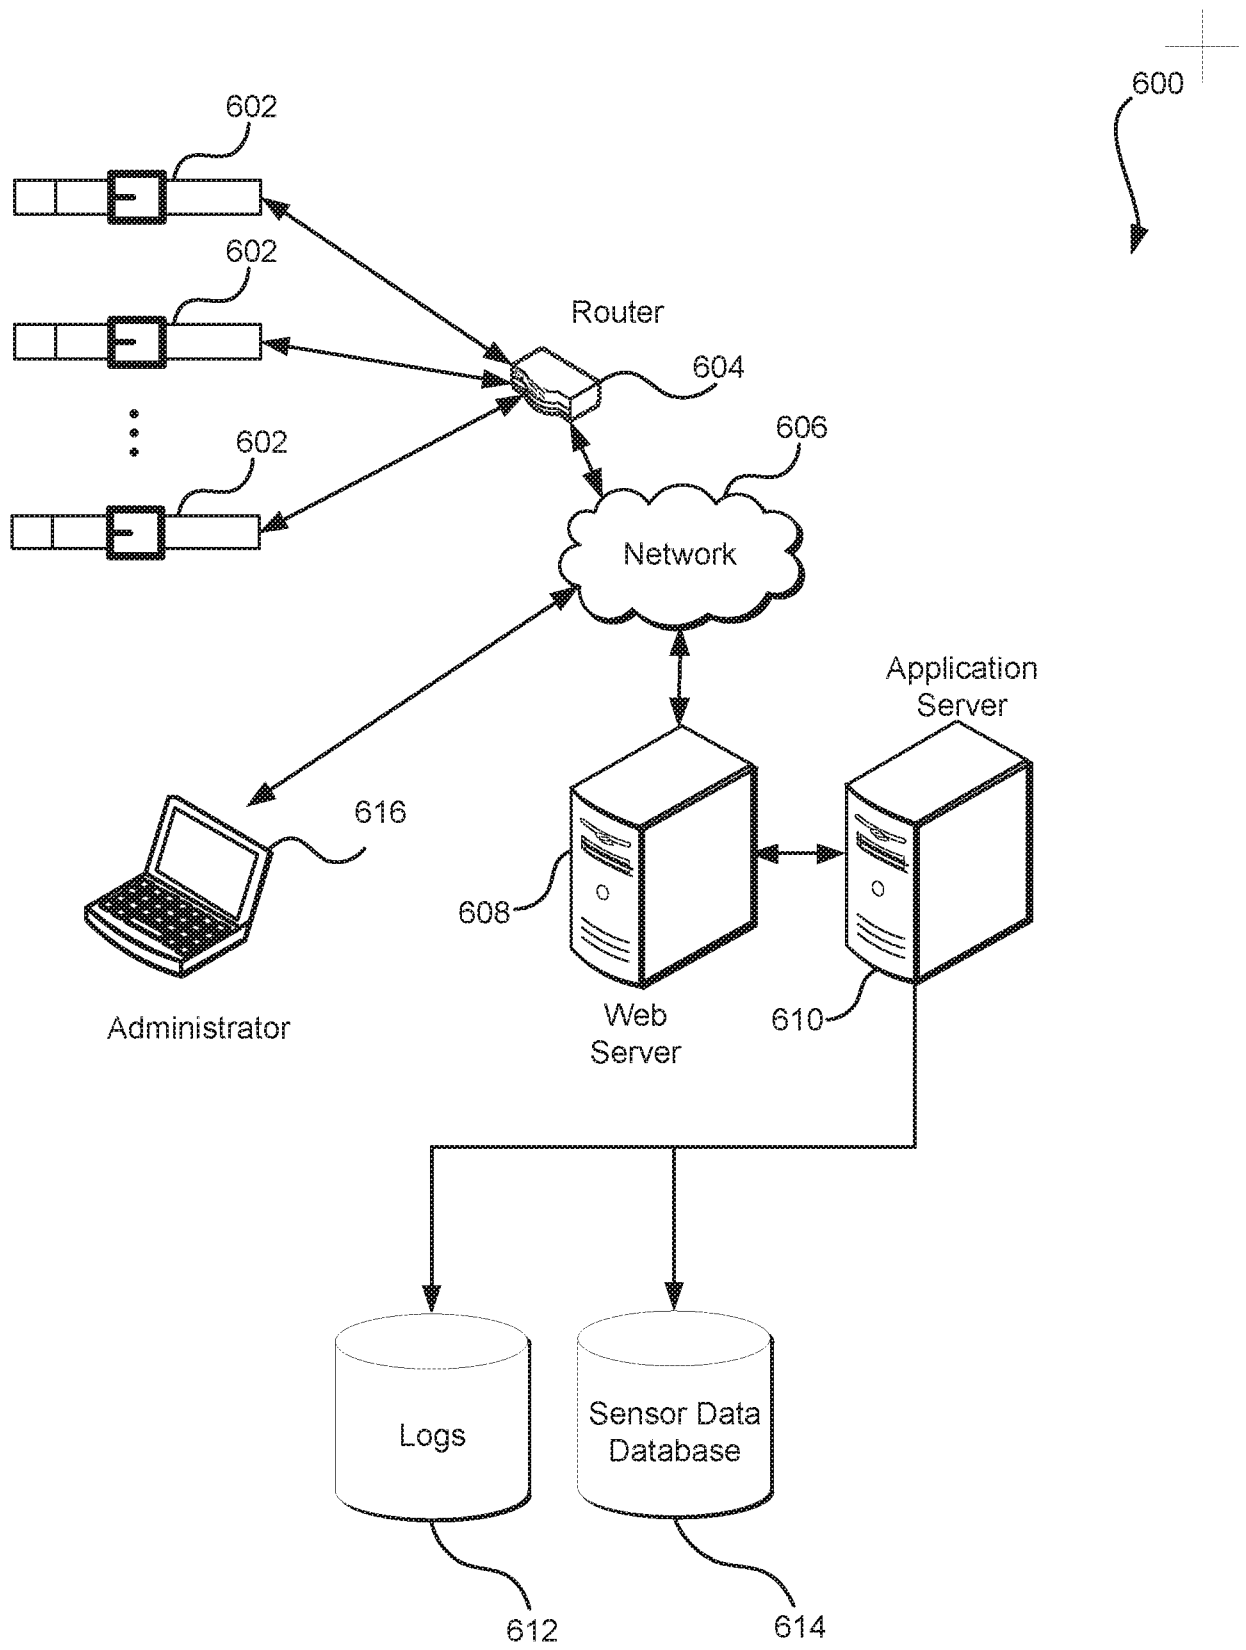 600
602
602
Router
604
606
602
Network
Application
Server
616
608
610
Web
Server
Administrator
Logs
Sensor Data
Database
612
614